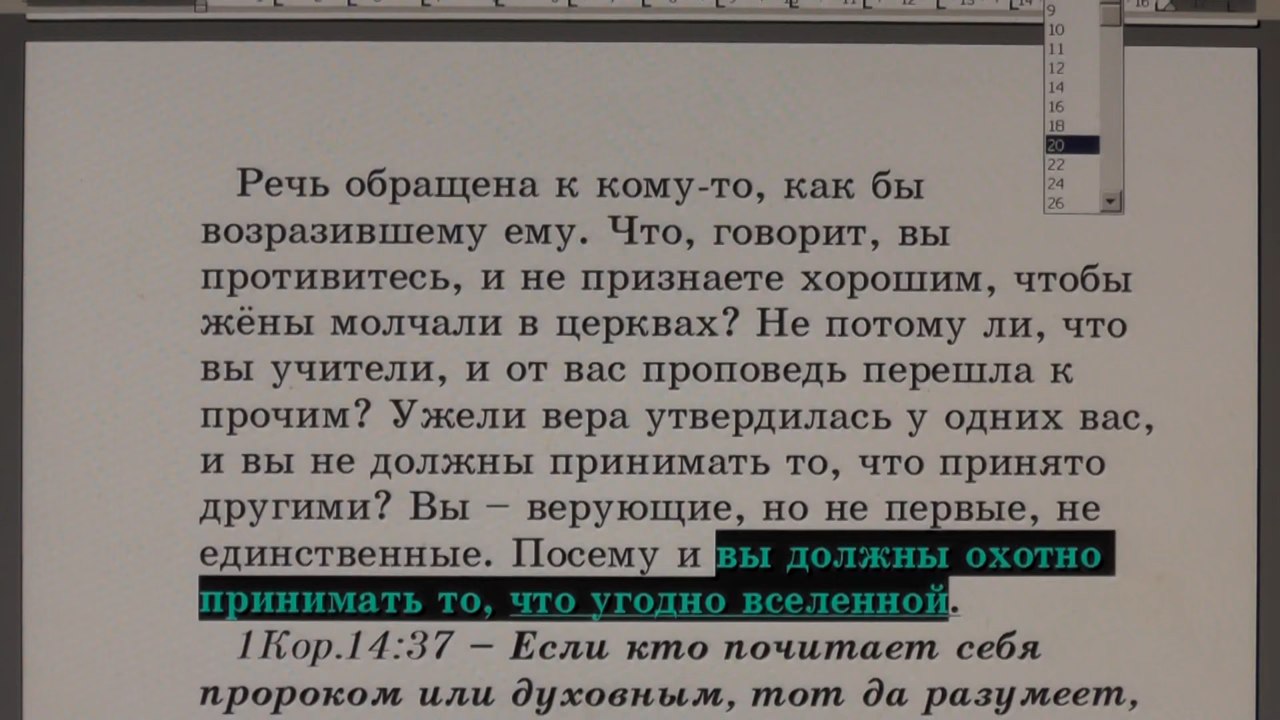 9
10
11
12
14
16
18
20
22
24
26
Речь обращена к кому-то, как бы
возразившему ему. Что, говорит, вы
противитесь, и не признаете хорошим, чтобы
жёны молчали в церквах? Не потому ли, что
вы учители, и от вас проповедь перешла к
прочим? Ужели вера утвердилась у одних вас,
и вы не должны принимать то, что принято
другими? Вы – верующие, но не первые, не
единственные. Посему и вы должны охотно
принимать то, что угодно вселенной.
1Кор.14:37 – Если кто почитает себя
пророком или духовным, тот да разумеет,